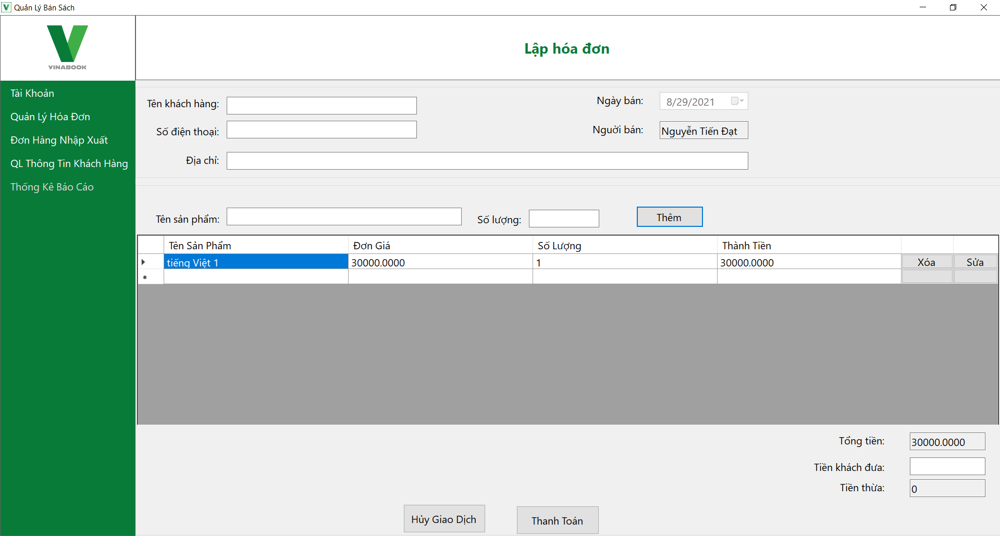 Quản Lý Bán Sách
VINABOOK
Lập hóa đơn
Tài Khoản
Quản Lý Hóa Đơn
Đơn Hàng Nhập Xuất
QL Thông Tin Khách Hàng
Thống Kê Báo Cáo
Tên khách hàng:
Ngày bán: 8/29/2021
Số điện thoại:
Người bán: Nguyễn Tiến Đạt
Địa chỉ:
Tên sản phẩm: Số lượng: Thêm
Tên Sản Phẩm Đơn Giá Số Lượng Thành Tiền
tiếng Việt 1 30000.0000 1 30000.0000 Xóa Sửa
Tổng tiền: 30000.0000
Tiền khách đưa:
Tiền thừa: 0
Hủy Giao Dịch Thanh Toán